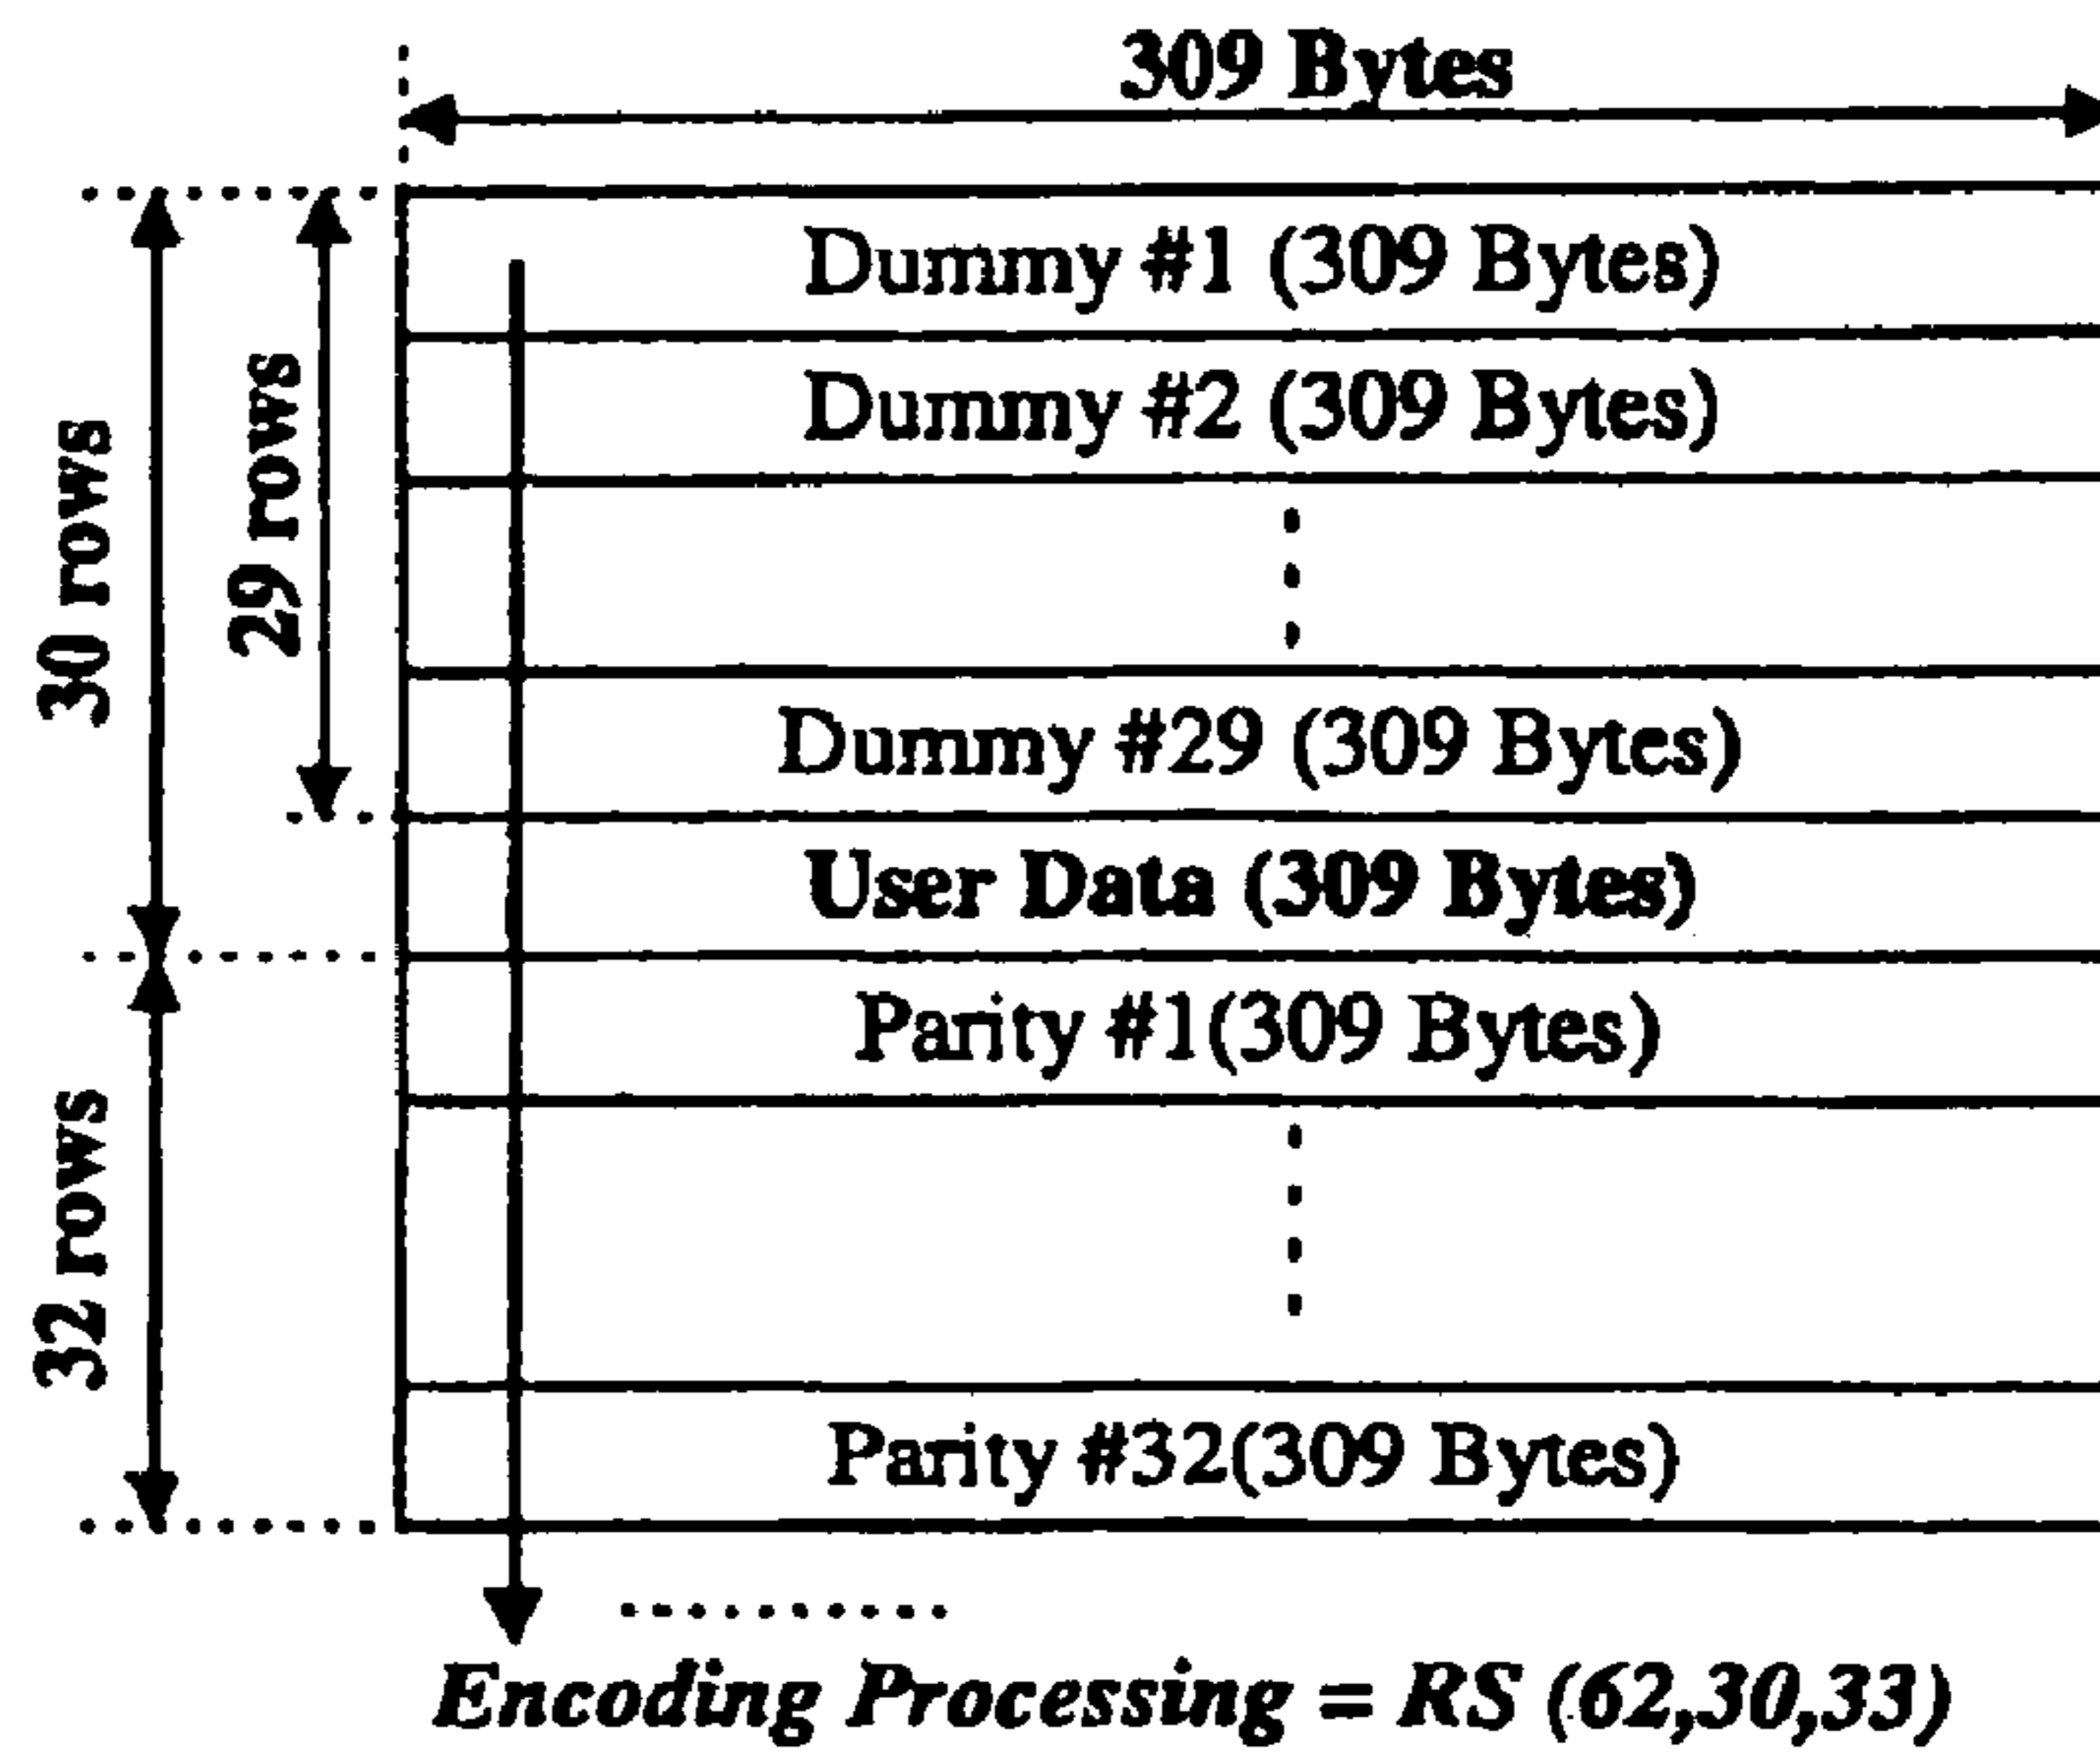 309 Bytes
Dummy #1 (309 Bytes)
Dummy #2 (309 Bytes)
30 rows
29 rows
Dummy #29 (309 Bytes)
User Data (309 Bytes)
Parity #1(309 Bytes)
32 rows
Parity #32(309 Bytes)
Encoding Processing = RS (62,30,33)